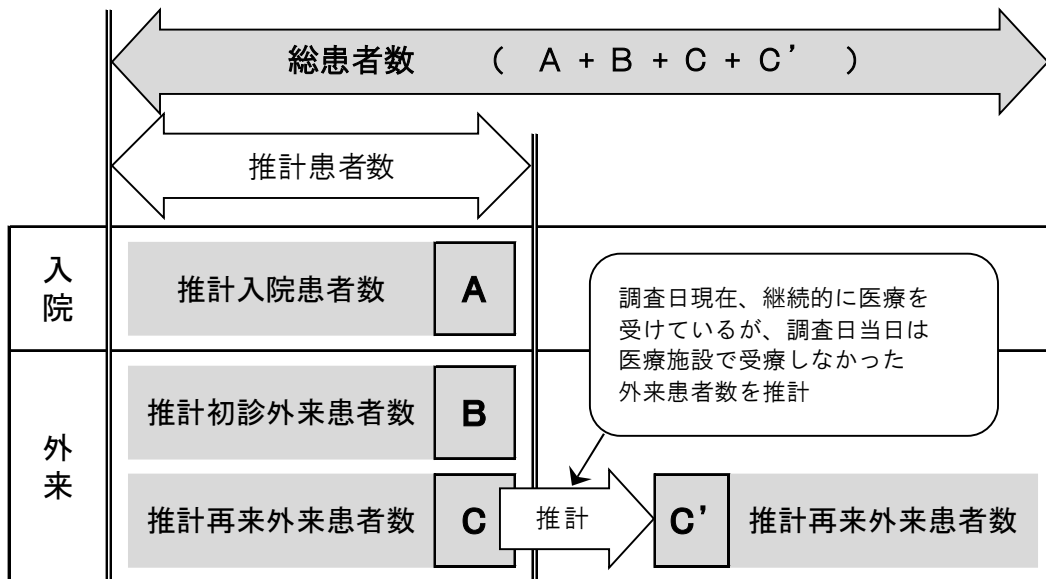 総患者数 ( A + B + C + C’ )
推計患者数
入院
推計入院患者数 A
調査日現在、継続的に医療を
受けているが、調査日当日は
医療施設で受療しなかった
外来患者数を推計
外来
推計初診外来患者数 B
推計再来外来患者数 C 推計 C’ 推計再来外来患者数